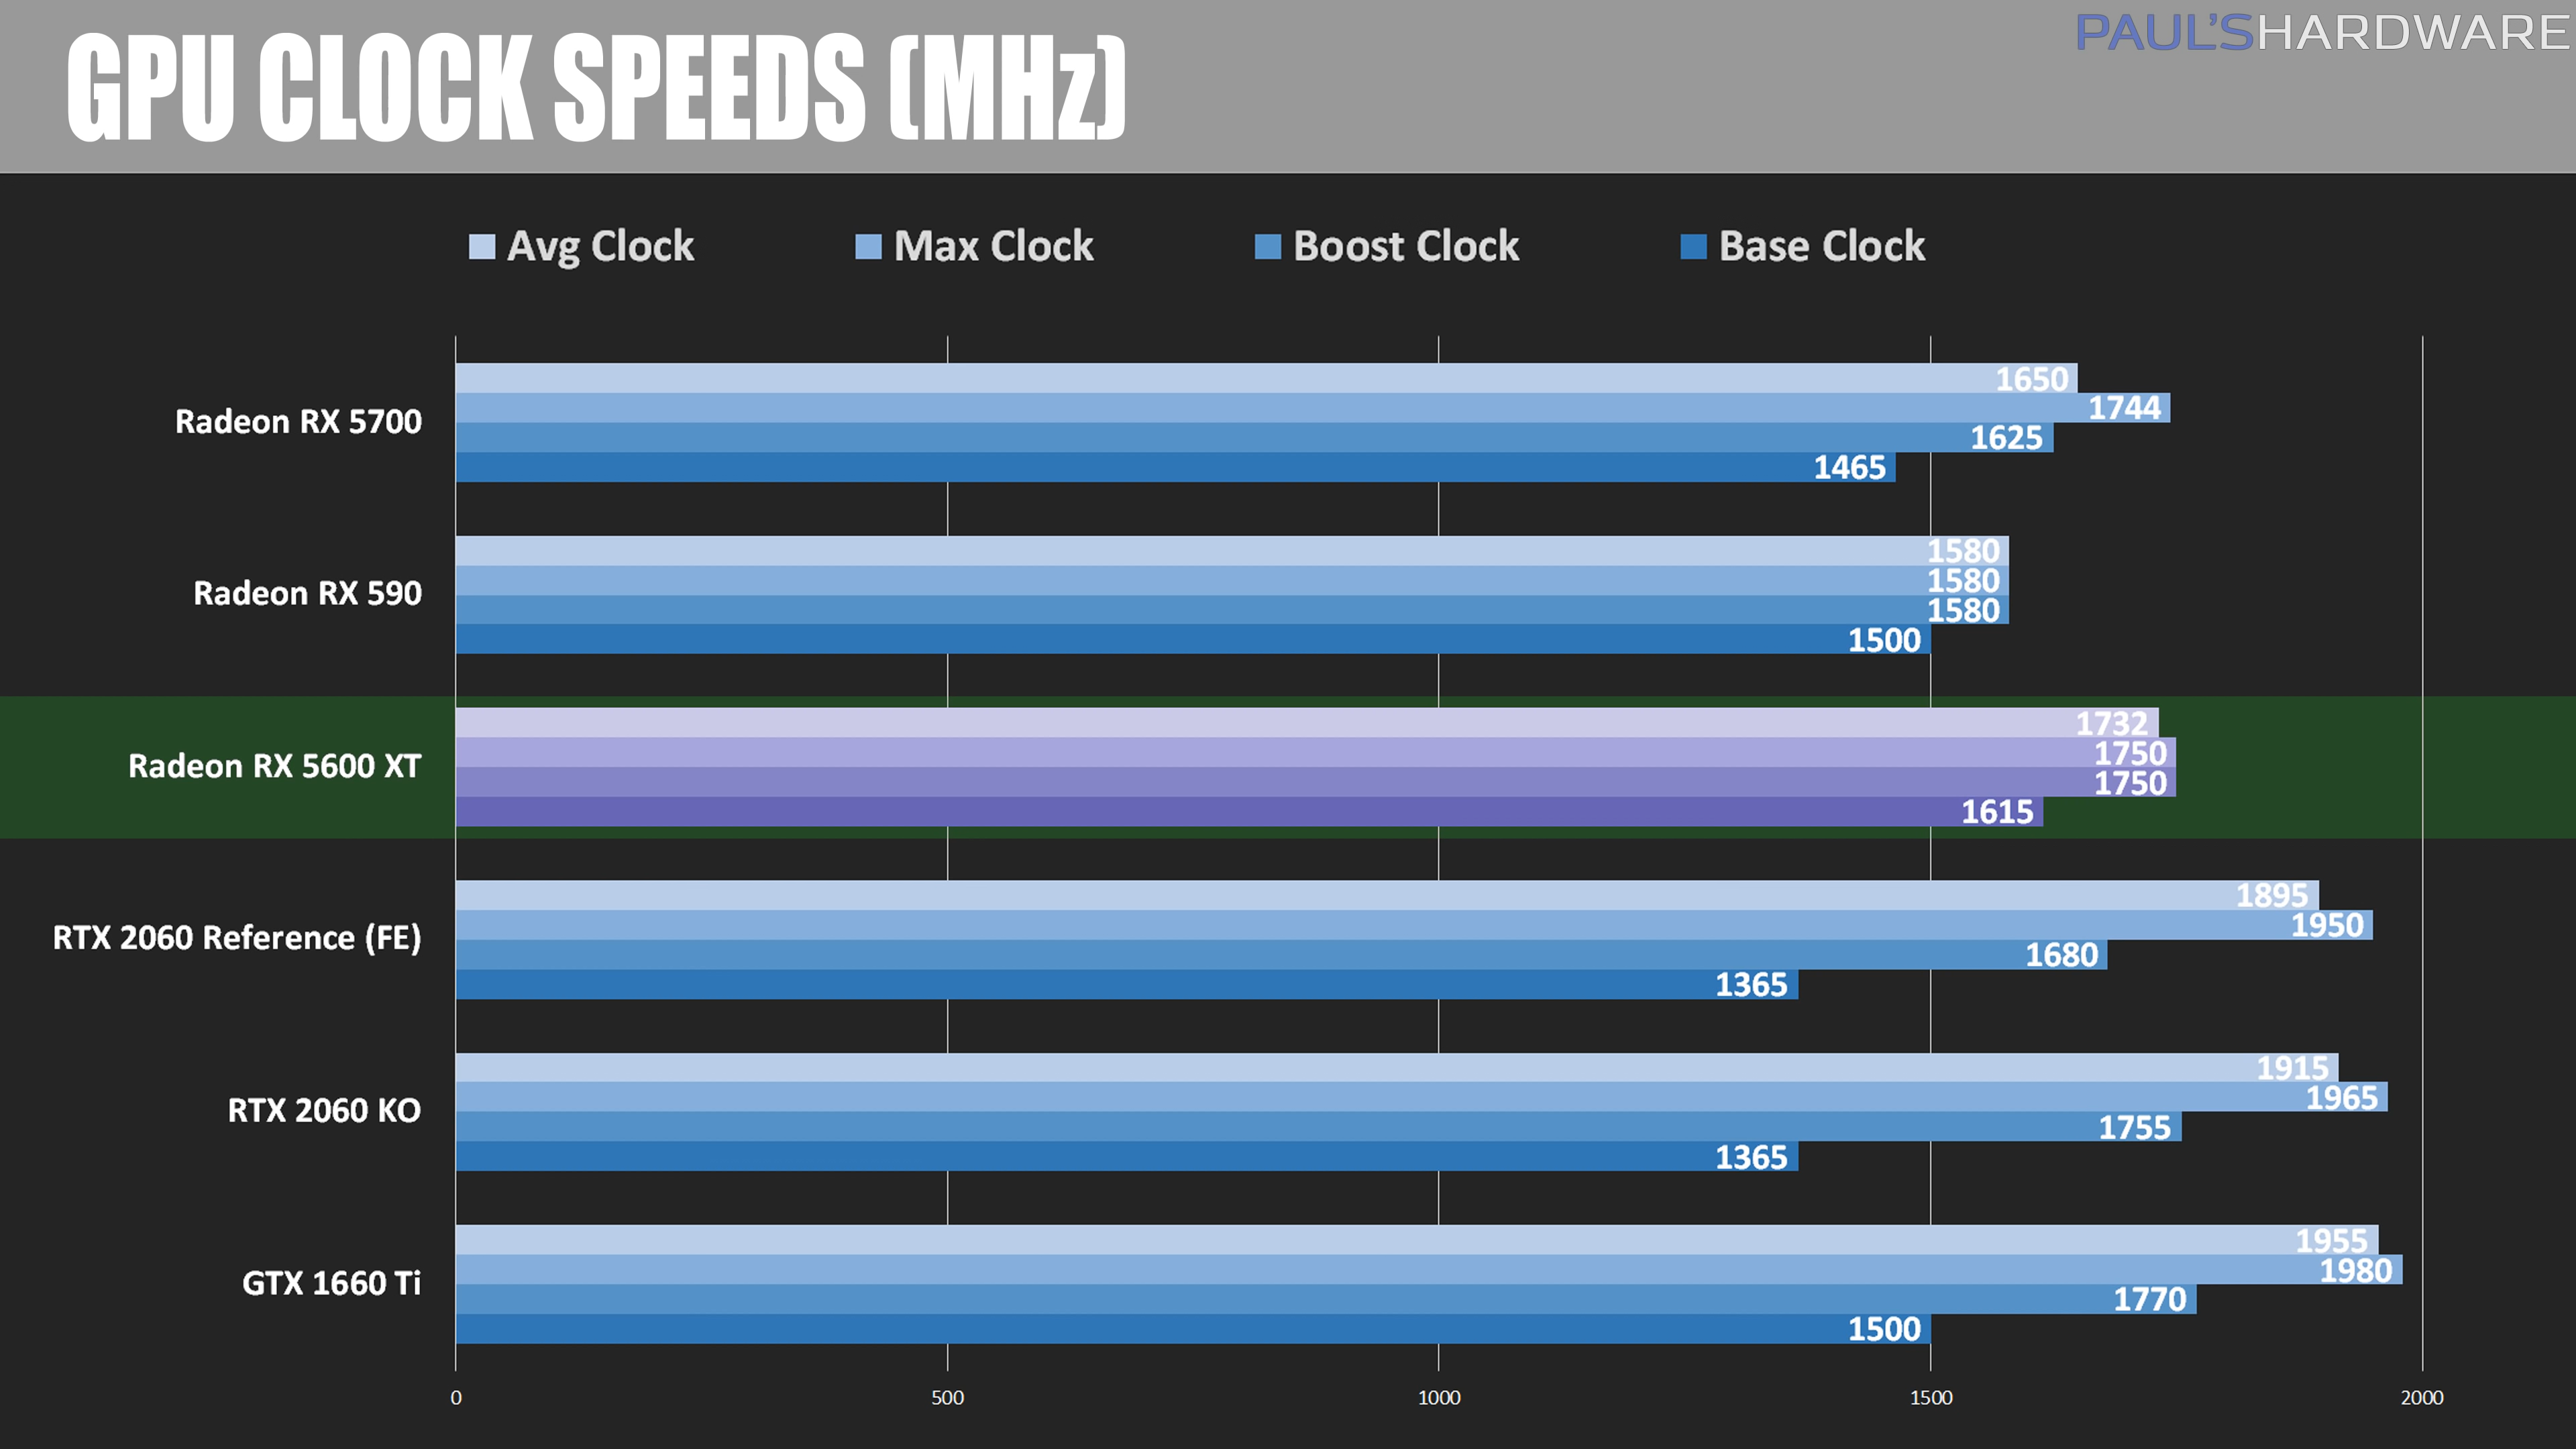 GPU CLOCK SPEEDS (MHz)
PAUL'SHARDWARE
Avg Clock Max Clock Boost Clock Base Clock
Radeon RX 5700
1650
1744
1625
1465
Radeon RX 590
1580
1580
1580
1500
Radeon RX 5600 XT
1732
1750
1750
1615
RTX 2060 Reference (FE)
1895
1950
1680
1365
RTX 2060 KO
1915
1965
1755
1365
GTX 1660 Ti
1955
1980
1770
1500
0 500 1000 1500 2000